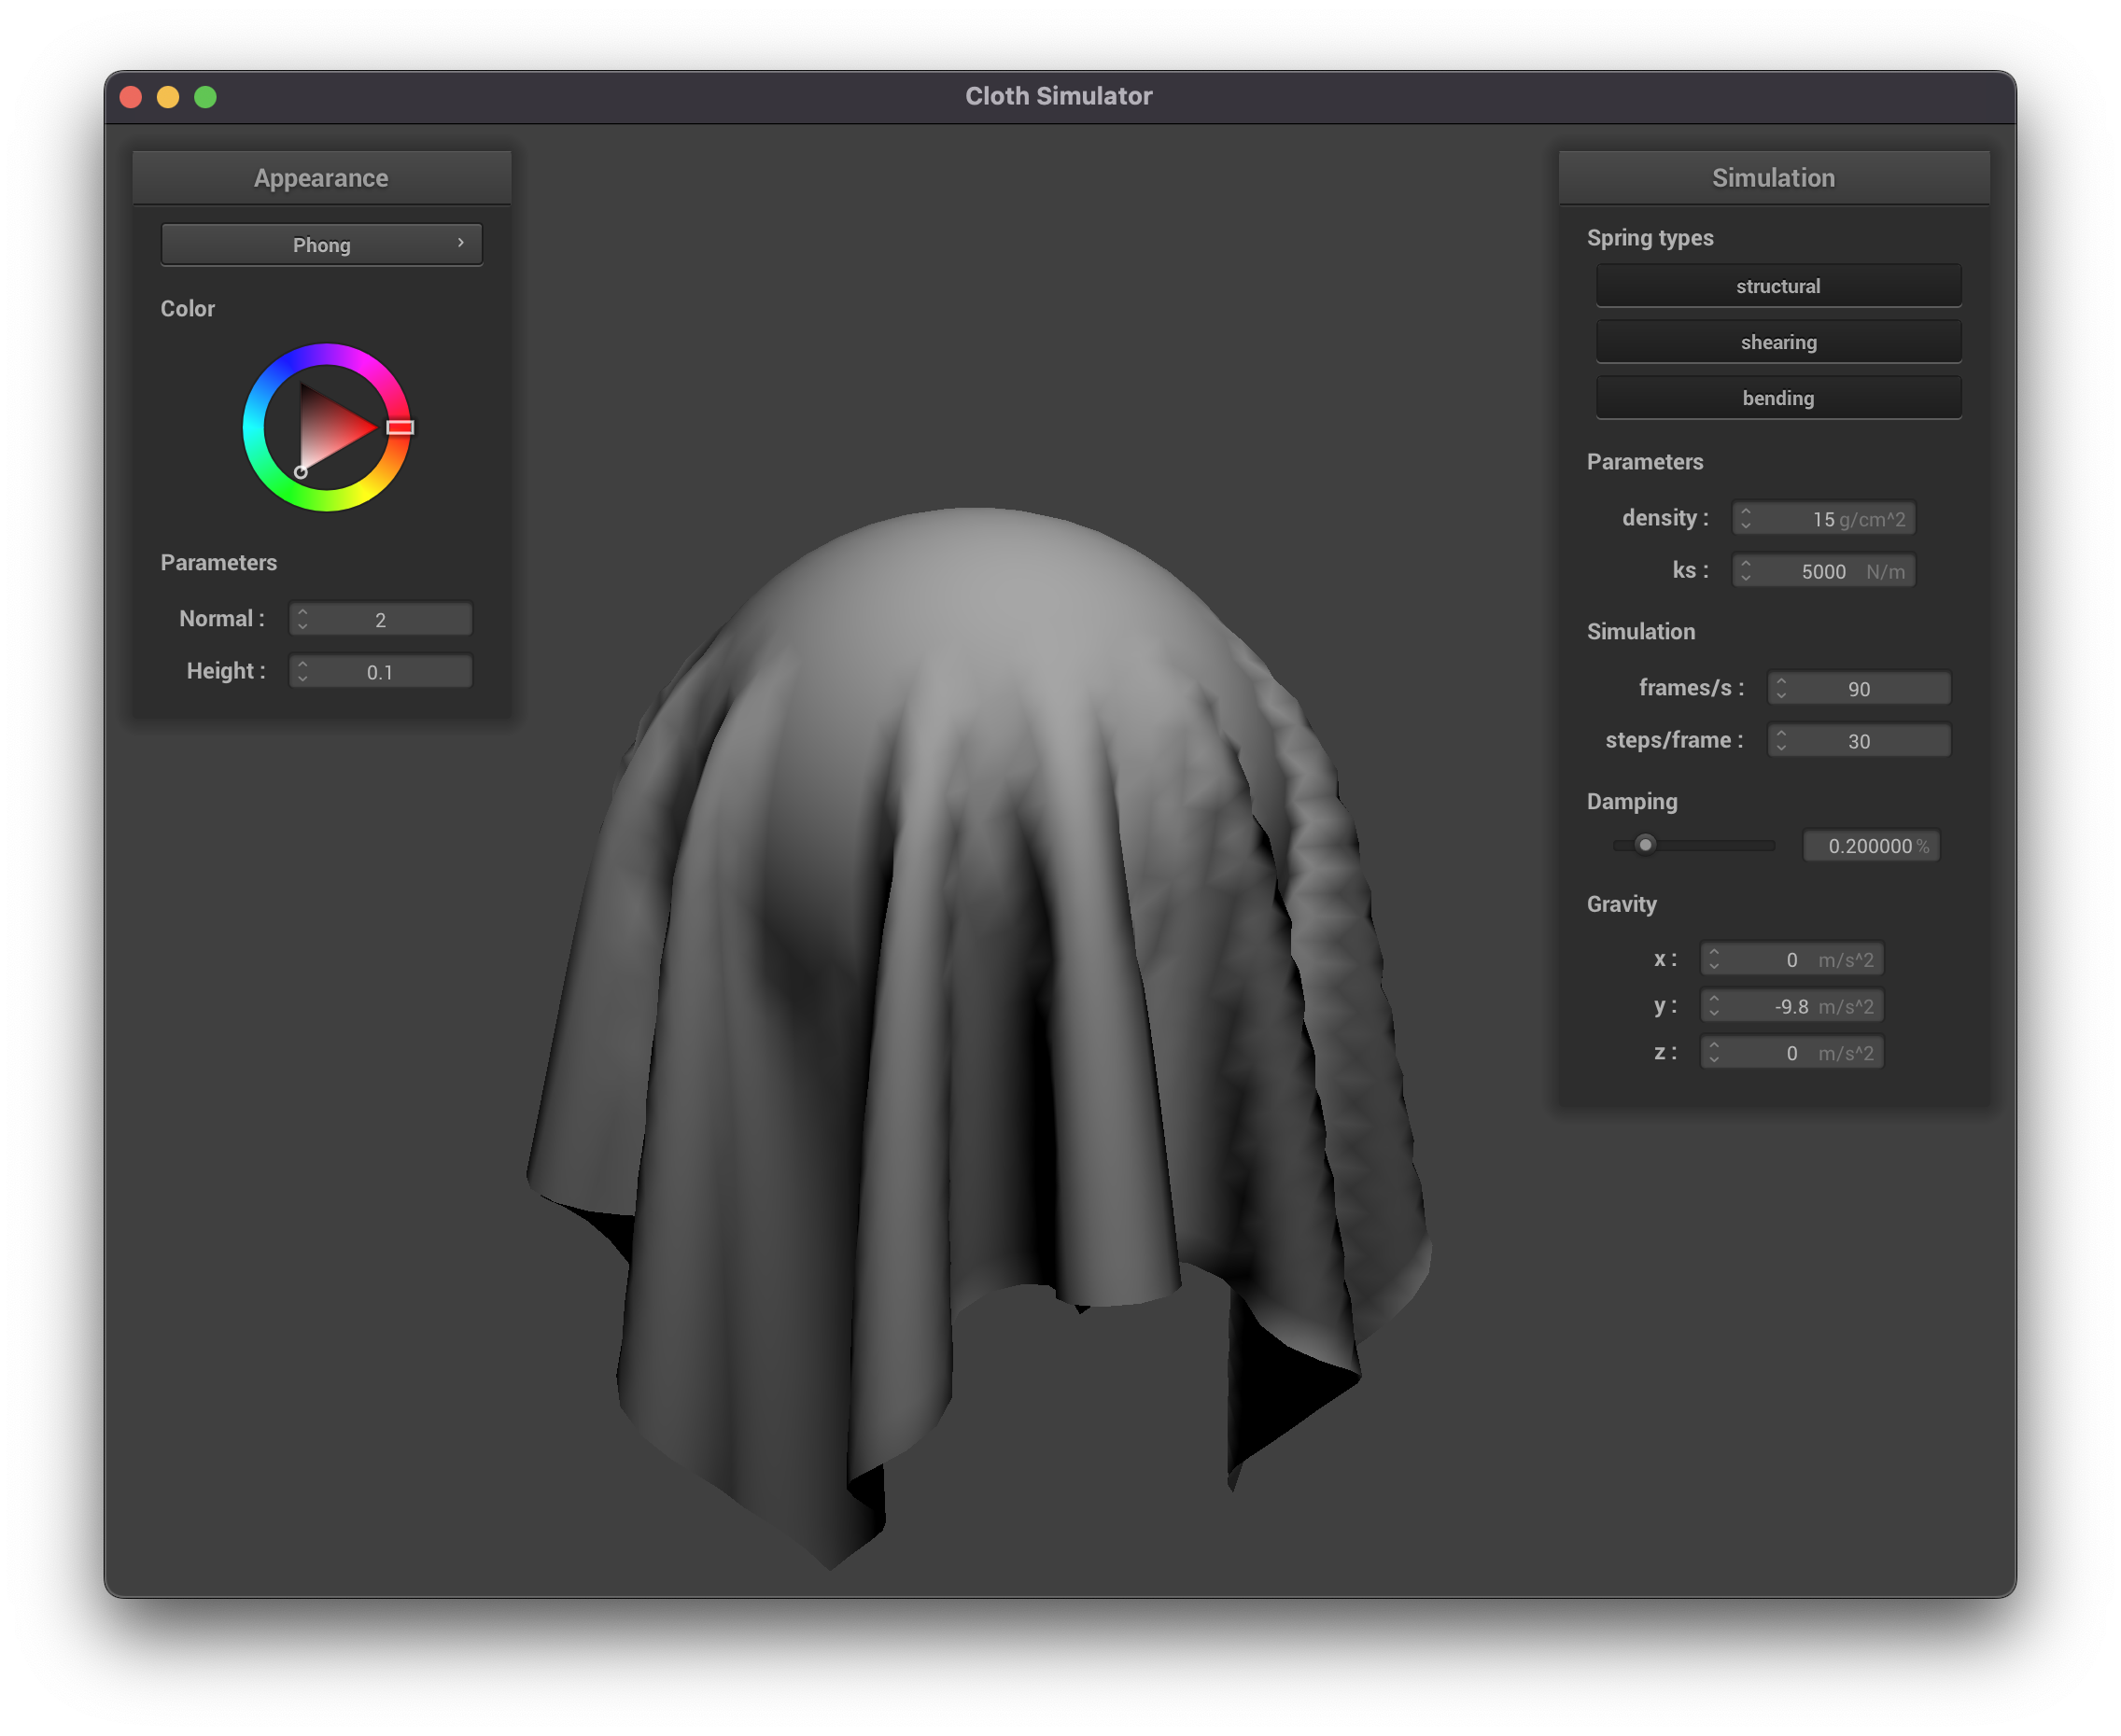 Cloth Simulator
Appearance
Phong
Color
Parameters
Normal : 2
Height : 0.1
Simulation
Spring types
structural
shearing
bending
Parameters
density : 15 g/cm^2
ks : 5000 N/m
Simulation
frames/s : 90
steps/frame : 30
Damping
0.200000 %
Gravity
x : 0 m/s^2
y : -9.8 m/s^2
z : 0 m/s^2